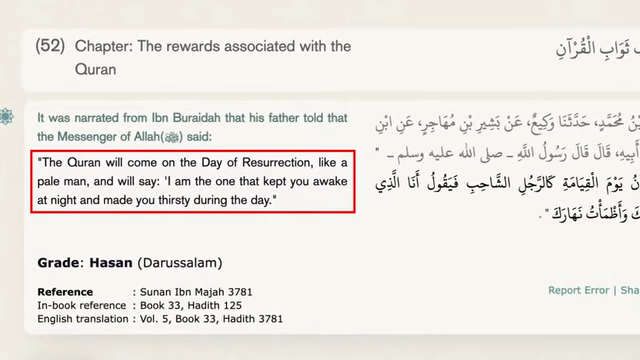 (52) Chapter: The rewards associated with the
Quran
ثَوَابِ الْقُرْآنِ
It was narrated from Ibn Buraidah that his father told that
the Messenger of Allah(ﷺ) said:
"The Quran will come on the Day of Resurrection, like a
pale man, and will say: 'I am the one that kept you awake
at night and made you thirsty during the day."
مُحَمَّدٍ، حَدَّثَنَا وَكِيعٌ، عَنْ بَشِيرِ بْنِ مُهَاجِرٍ، عَنِ ابْنِ
أَبِيهِ، قَالَ قَالَ رَسُولُ اللَّهِ ـ صلى الله عليه وسلم ـ "
يَوْمَ الْقِيَامَةِ كَالرَّجُلِ الشَّاحِبِ فَيَقُولُ أَنَا الَّذِي
وَأَظْمَأْتُ نَهَارَكَ " .
Grade: Hasan (Darussalam)
Reference : Sunan Ibn Majah 3781
In-book reference : Book 33, Hadith 125
English translation : Vol. 5, Book 33, Hadith 3781
Report Error | Sha